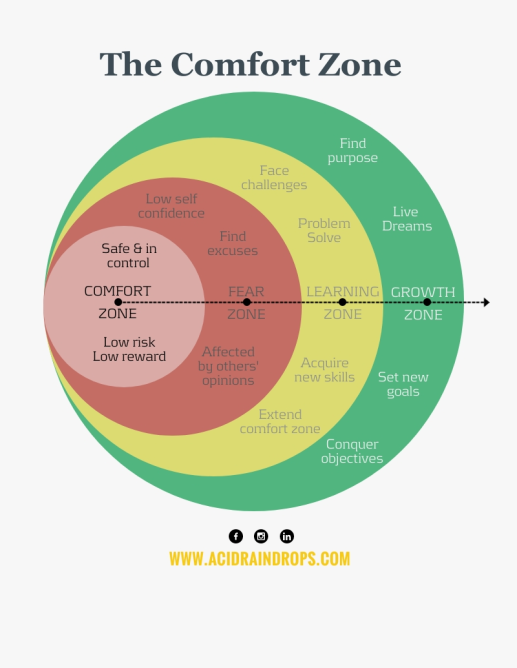 The Comfort Zone
Find
purpose
Face
challenges
Low self
confidence
Live
Dreams
Problem
Solve
Find
excuses
Safe & in
control
COMFORT
ZONE
FEAR
ZONE
LEARNING
ZONE
GROWTH
ZONE
Low risk
Low reward
Affected
by others'
opinions
Acquire
new skills
Set new
goals
Extend
comfort zone
Conquer
objectives
WWW.ACIDRAINDROPS.COM